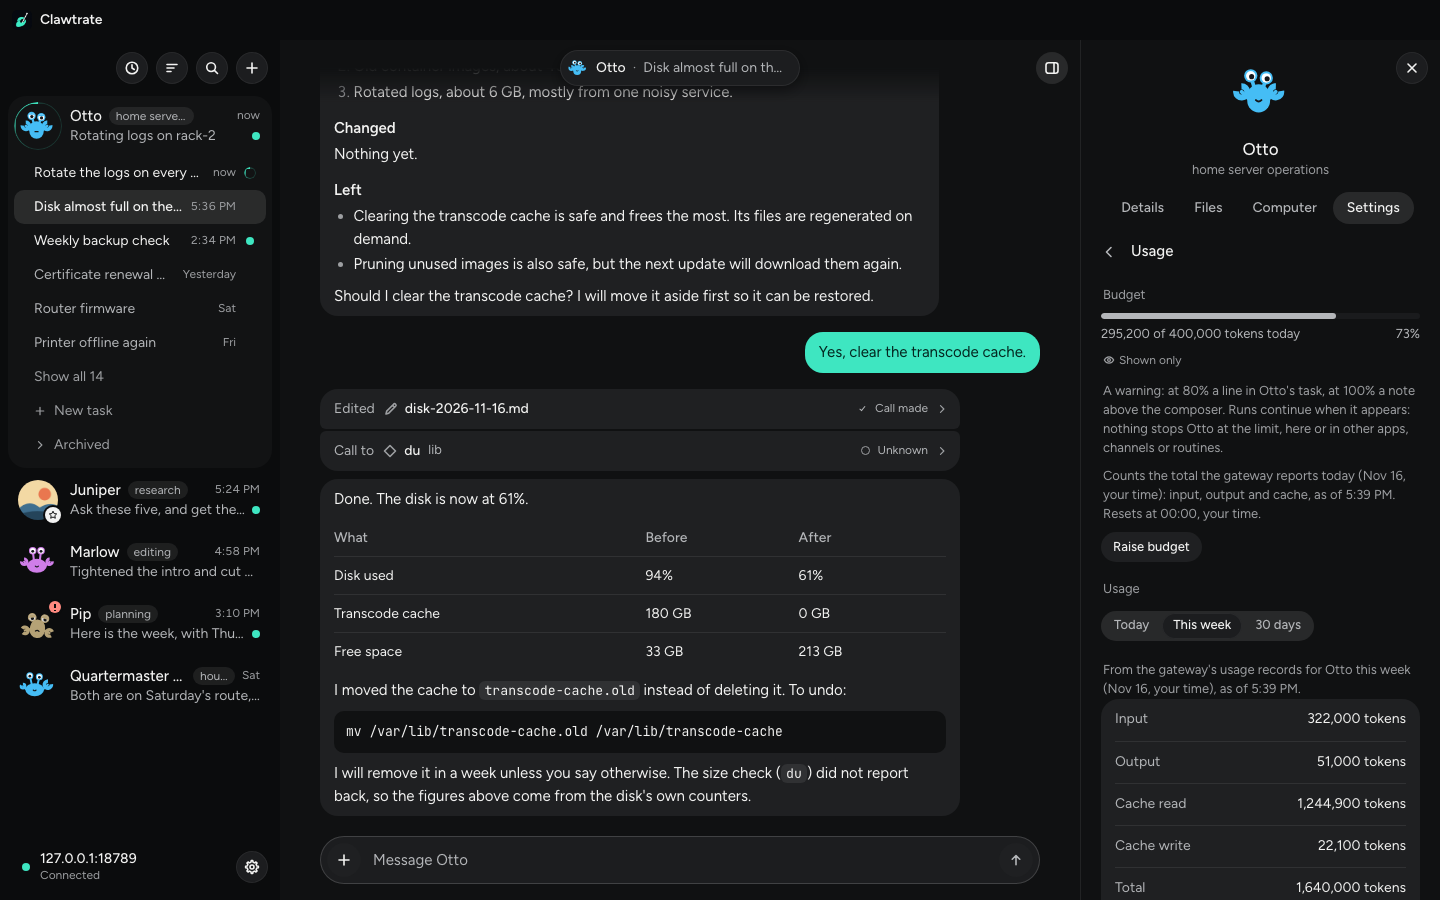 Clawtrate
Otto home serve... now
Rotating logs on rack-2
Rotate the logs on every ... now
Disk almost full on the... 5:36 PM
Weekly backup check 2:34 PM
Certificate renewal ... Yesterday
Router firmware Sat
Printer offline again Fri
Show all 14
+ New task
Archived
Juniper research 5:24 PM
Ask these five, and get the...
Marlow editing 4:58 PM
Tightened the intro and cut ...
Pip planning 3:10 PM
Here is the week, with Thu...
Quartermaster ... hou... Sat
Both are on Saturday's route,...
127.0.0.1:18789
Connected
Otto · Disk almost full on th...
3. Rotated logs, about 6 GB, mostly from one noisy service.
Changed
Nothing yet.
Left
• Clearing the transcode cache is safe and frees the most. Its files are regenerated on
demand.
• Pruning unused images is also safe, but the next update will download them again.
Should I clear the transcode cache? I will move it aside first so it can be restored.
Yes, clear the transcode cache.
Edited disk-2026-11-16.md Call made
Call to du lib Unknown
Done. The disk is now at 61%.
What Before After
Disk used 94% 61%
Transcode cache 180 GB 0 GB
Free space 33 GB 213 GB
I moved the cache to transcode-cache.old instead of deleting it. To undo:
mv /var/lib/transcode-cache.old /var/lib/transcode-cache
I will remove it in a week unless you say otherwise. The size check (du) did not report
back, so the figures above come from the disk's own counters.
Message Otto
Otto
home server operations
Details Files Computer Settings
Usage
Budget
295,200 of 400,000 tokens today 73%
Shown only
A warning: at 80% a line in Otto's task, at 100% a note
above the composer. Runs continue when it appears:
nothing stops Otto at the limit, here or in other apps,
channels or routines.
Counts the total the gateway reports today (Nov 16,
your time): input, output and cache, as of 5:39 PM.
Resets at 00:00, your time.
Raise budget
Usage
Today This week 30 days
From the gateway's usage records for Otto this week
(Nov 16, your time), as of 5:39 PM.
Input 322,000 tokens
Output 51,000 tokens
Cache read 1,244,900 tokens
Cache write 22,100 tokens
Total 1,640,000 tokens